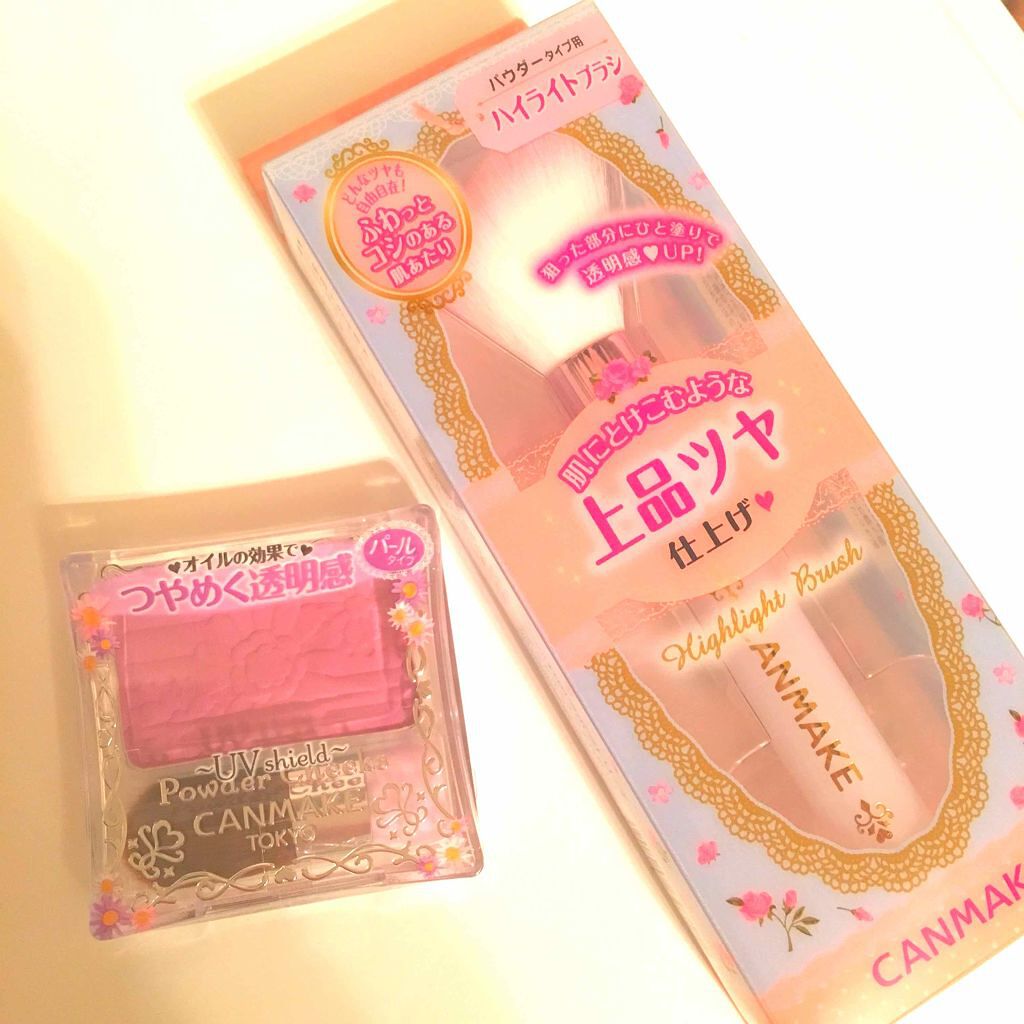 パウダータイプ用
ハイライトブラシ
どんなツヤも
自由自在!
ふわっと
コシのある
肌あたり
狙った部分にひと塗りで
透明感♥UP!
肌にとけこむような
上品ツヤ
仕上げ♥
Highlight Brush
ANMAKE
CANMAK
♥オイルの効果で♥
つやめく透明感
パール
タイプ
~UV shield~
Powder Cheeks
CANMAKE
TOKYO